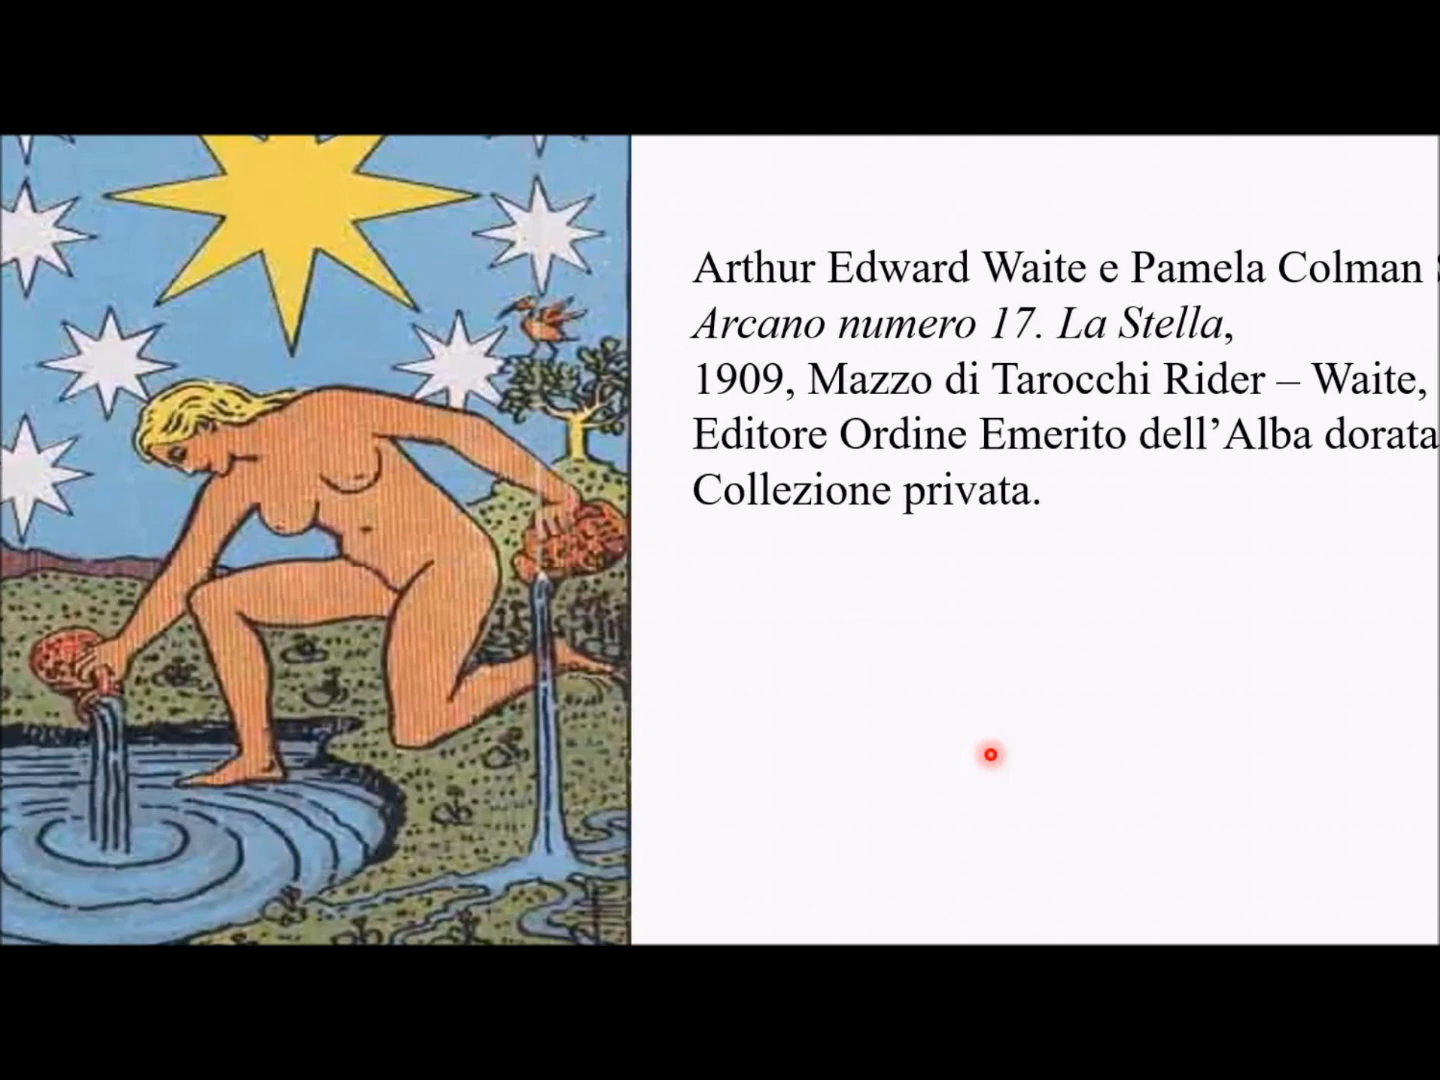 Arthur Edward Waite e Pamela Colman
Arcano numero 17. La Stella,
1909, Mazzo di Tarocchi Rider – Waite,
Editore Ordine Emerito dell’Alba dorata
Collezione privata.